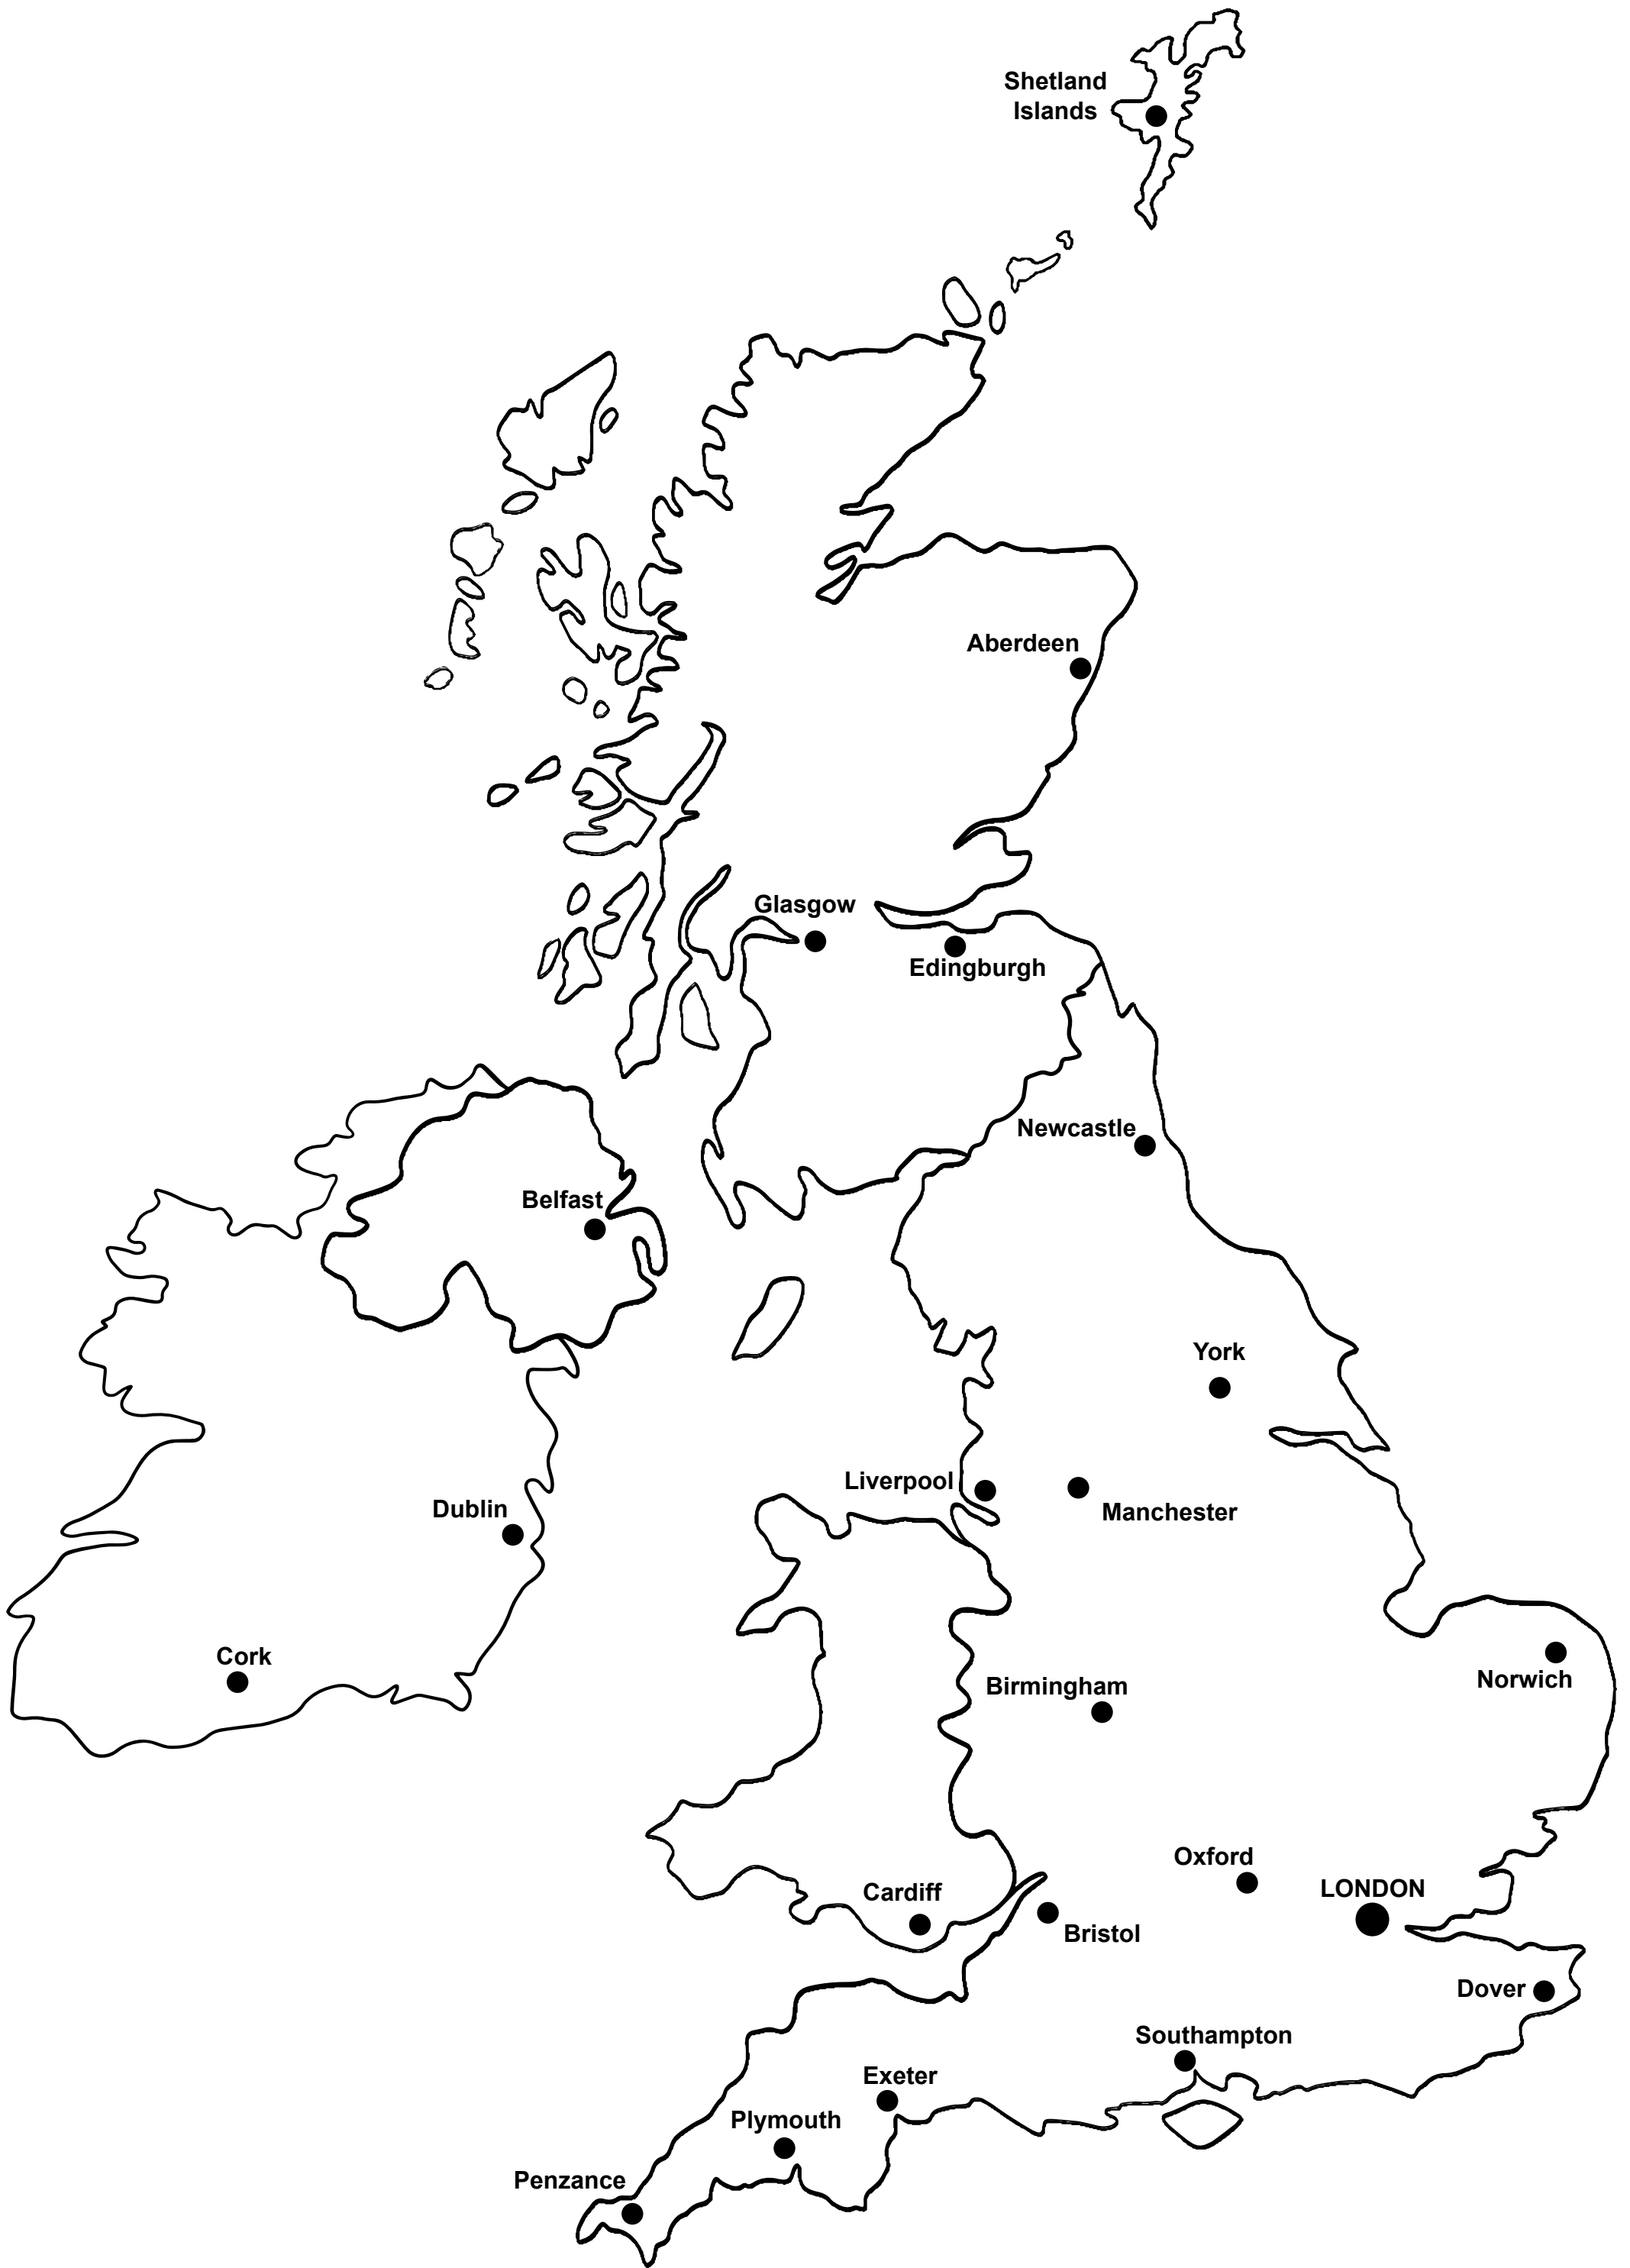 Shetland
Islands
Aberdeen
Glasgow
Edingburgh
Newcastle
Belfast
York
Liverpool
Manchester
Dublin
Cork
Birmingham
Norwich
Oxford
LONDON
Cardiff
Bristol
Dover
Southampton
Exeter
Plymouth
Penzance